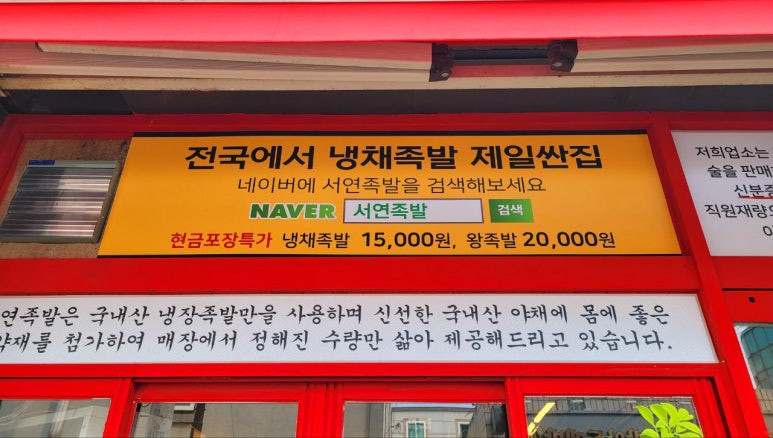 전국에서 냉채족발 제일싼집
네이버에 서연족발을 검색해보세요
NAVER 서연족발 검색
현금포장특가 냉채족발 15,000원, 왕족발 20,000원
저희업소는
술을 판매
신분증
직원재량
연족발은 국내산 냉장족발만을 사용하며 신선한 국내산 야채에 몸에 좋은
약재를 첨가하여 매장에서 정해진 수량만 삶아 제공해드리고 있습니다.